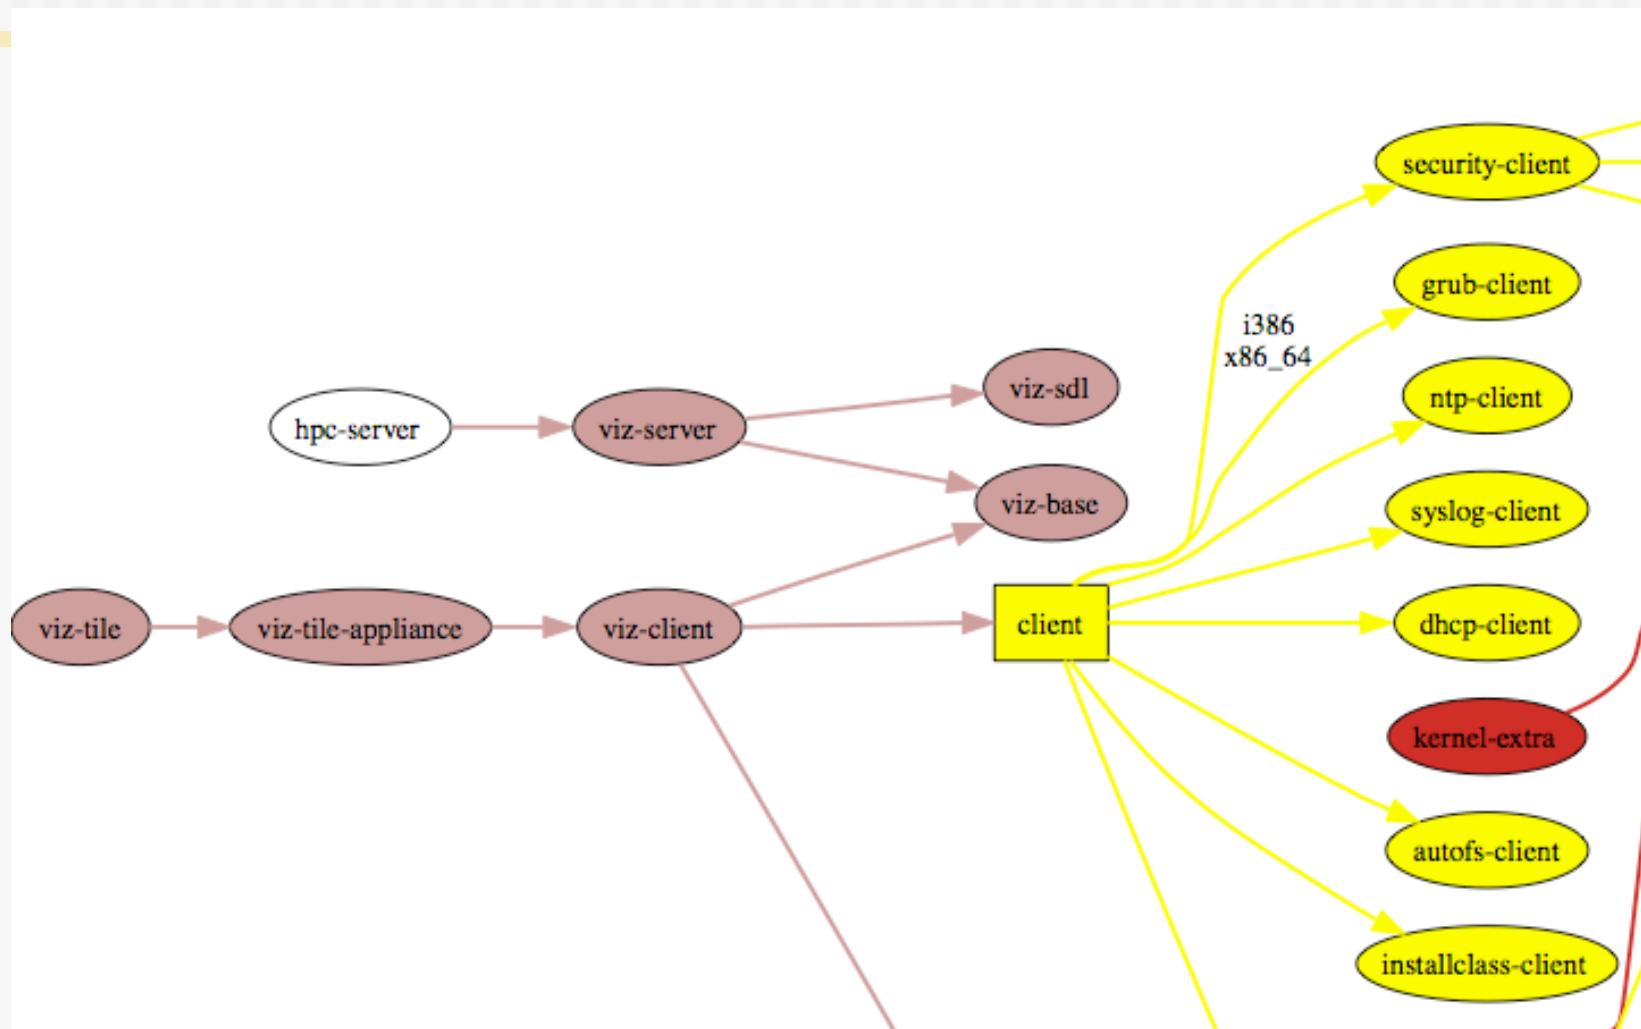 security-client
grub-client
i386
x86_64
viz-sdl
ntp-client
hpc-server
viz-server
viz-base
syslog-client
viz-tile
viz-tile-appliance
viz-client
client
dhcp-client
kernel-extra
autofs-client
installclass-client